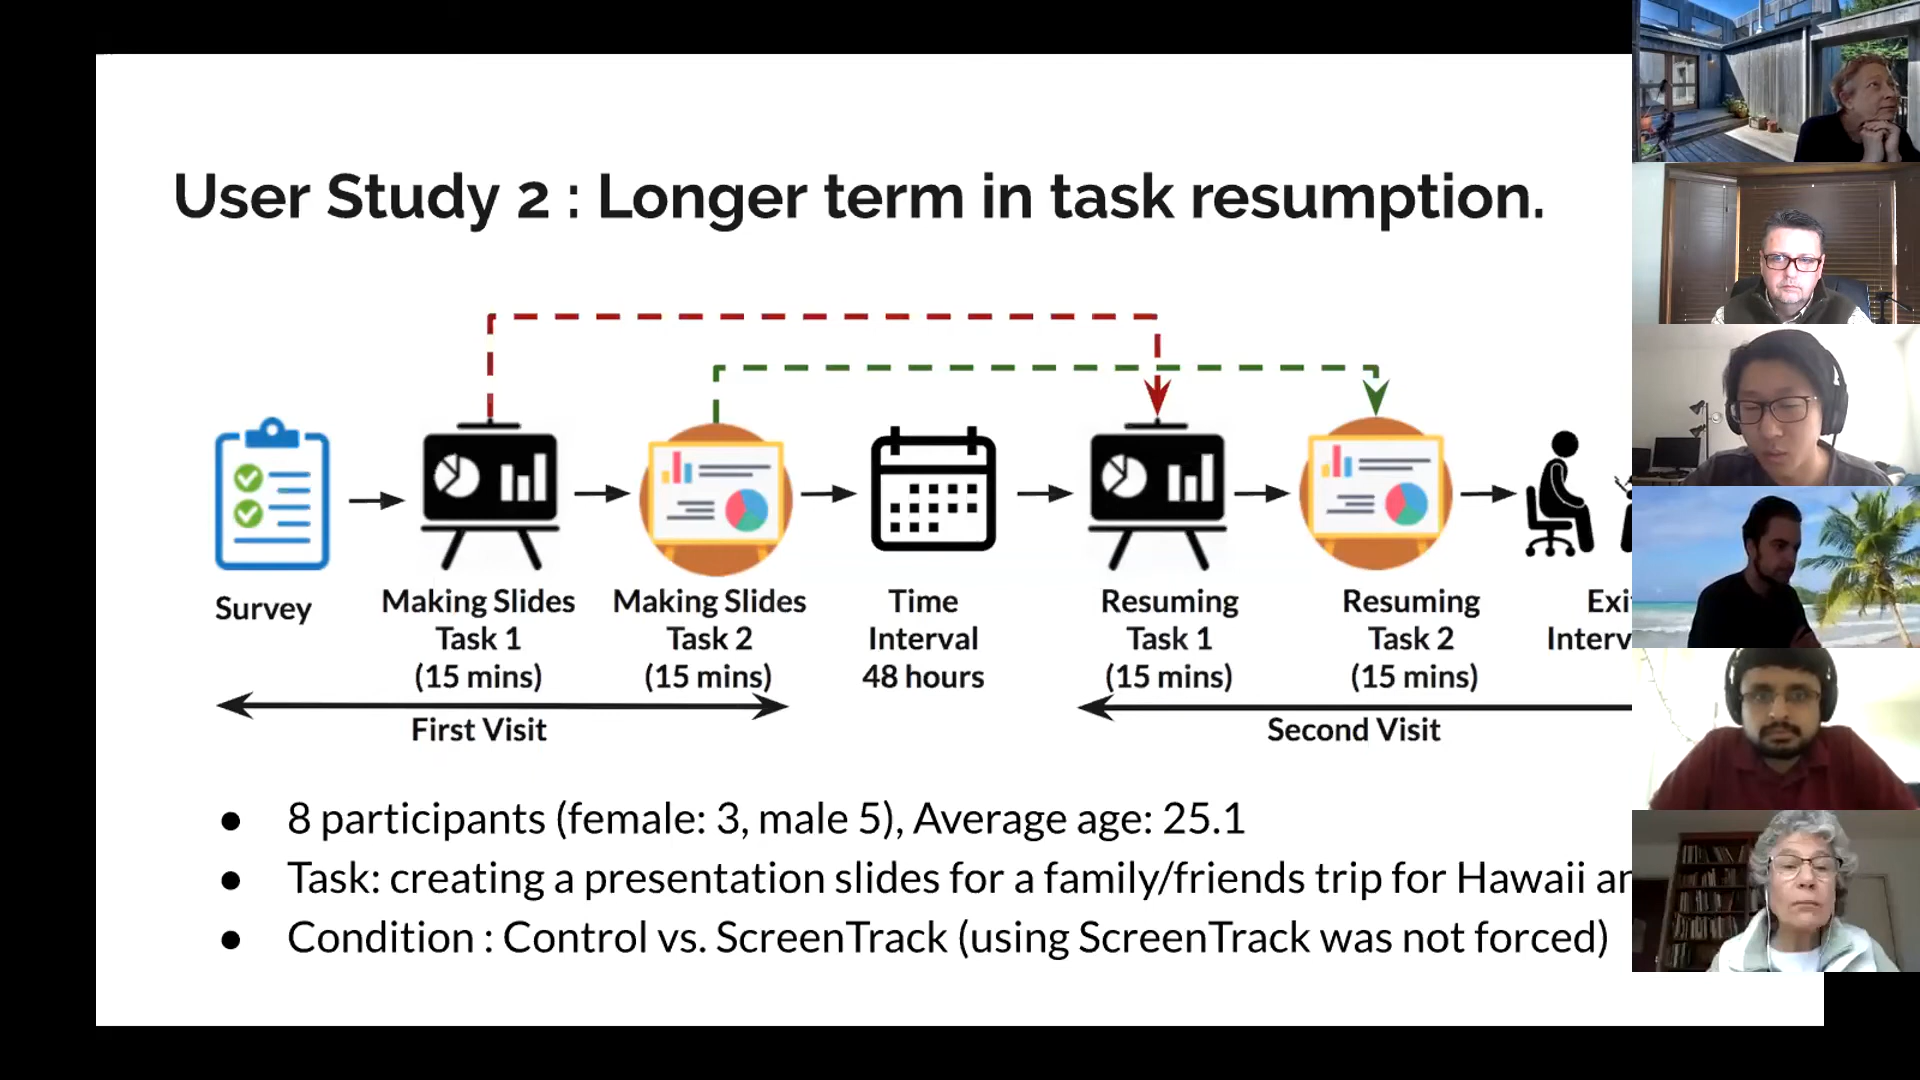 User Study 2 : Longer term in task resumption.
Survey
Making Slides
Task 1
(15 mins)
Making Slides
Task 2
(15 mins)
Time
Interval
48 hours
Resuming
Task 1
(15 mins)
Resuming
Task 2
(15 mins)
First Visit
Second Visit
● 8 participants (female: 3, male 5), Average age: 25.1
● Task: creating a presentation slides for a family/friends trip for Hawaii
● Condition : Control vs. ScreenTrack (using ScreenTrack was not forced)